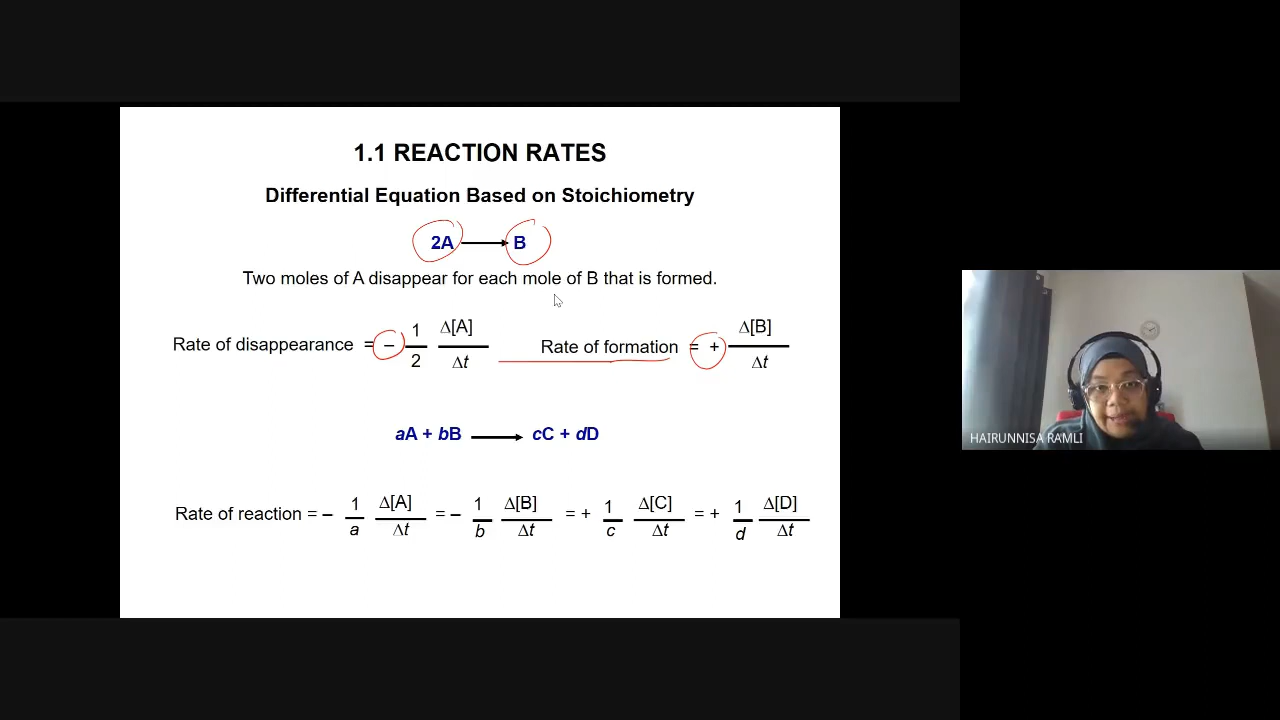 1.1 REACTION RATES
Differential Equation Based on Stoichiometry
2A ⟶ B
Two moles of A disappear for each mole of B that is formed.
Rate of disappearance = – 1/2 Δ[A]/Δt    Rate of formation = + Δ[B]/Δt
aA + bB ⟶ cC + dD
Rate of reaction = – 1/a Δ[A]/Δt = – 1/b Δ[B]/Δt = + 1/c Δ[C]/Δt = + 1/d Δ[D]/Δt
HAIRUNNISA RAMLI